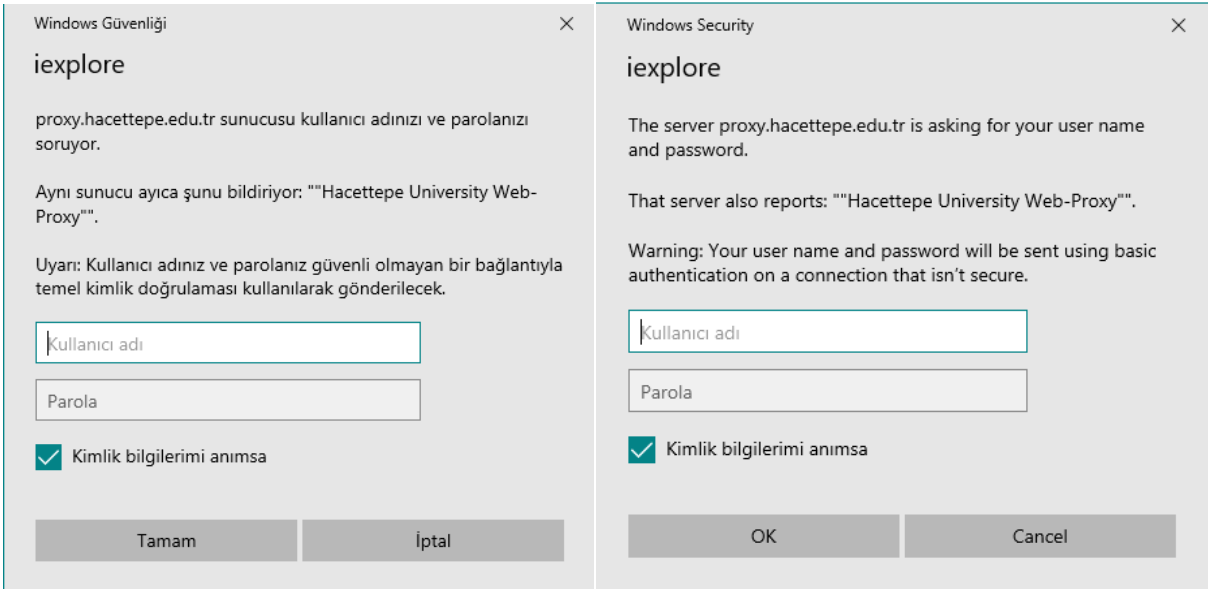 Windows Güvenliği
iexplore
proxy.hacettepe.edu.tr sunucusu kullanıcı adınızı ve parolanızı
soruyor.
Aynı sunucu ayıca şunu bildiriyor: ""Hacettepe University Web-
Proxy"".
Uyarı: Kullanıcı adınız ve parolanız güvenli olmayan bir bağlantıyla
temel kimlik doğrulaması kullanılarak gönderilecek.
Kullanıcı adı
Parola
Kimlik bilgilerimi anımsa
Tamam
İptal
Windows Security
iexplore
The server proxy.hacettepe.edu.tr is asking for your user name
and password.
That server also reports: ""Hacettepe University Web-Proxy"".
Warning: Your user name and password will be sent using basic
authentication on a connection that isn't secure.
Kullanıcı adı
Parola
Kimlik bilgilerimi anımsa
OK
Cancel